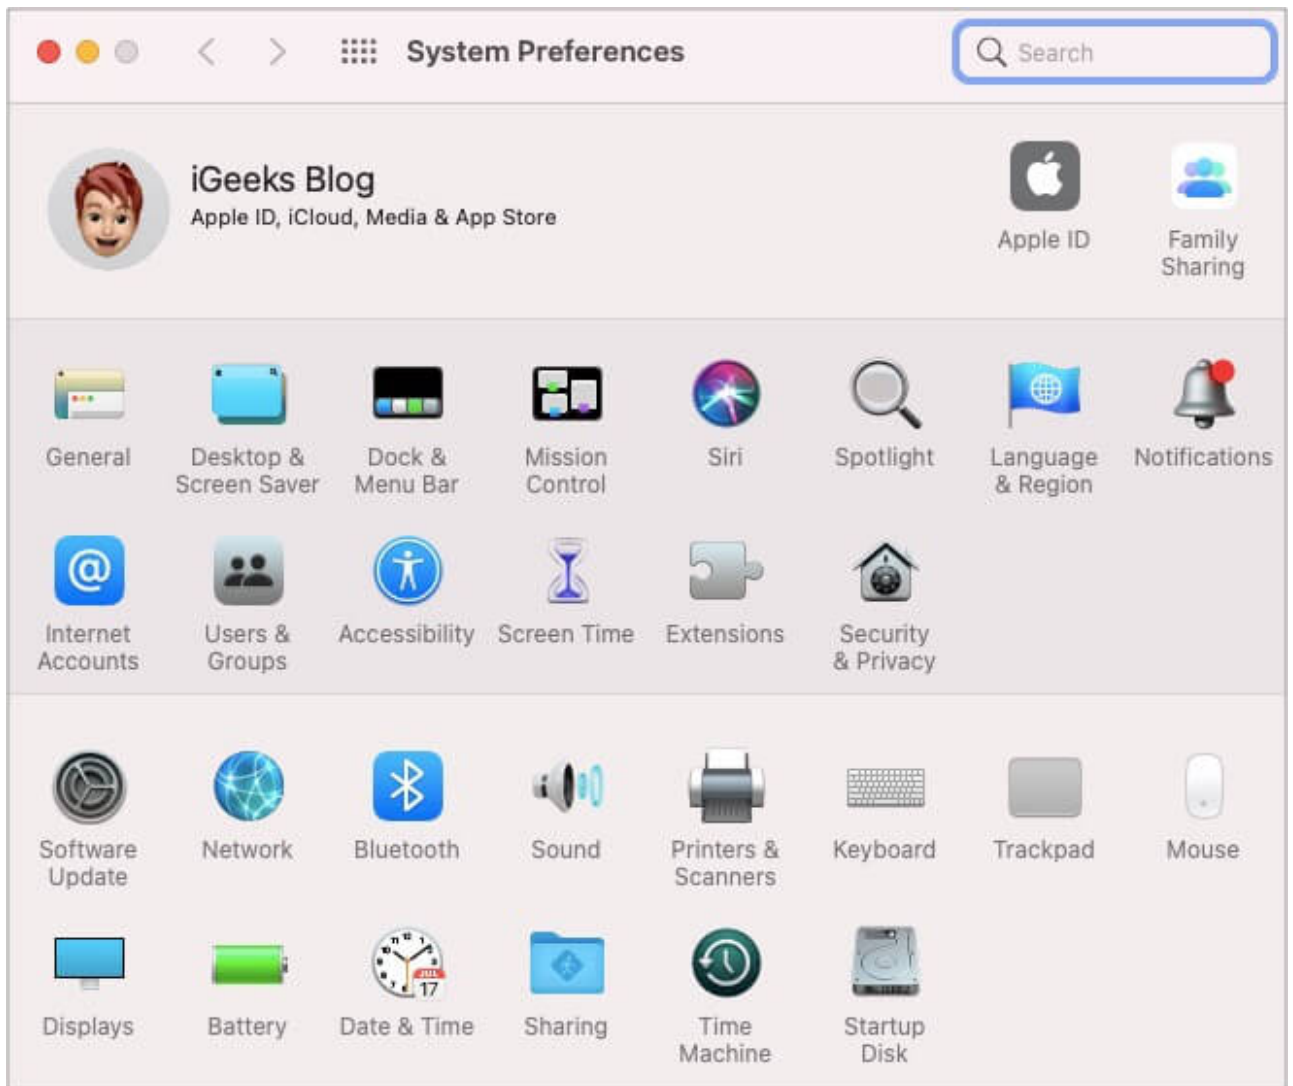 System Preferences
Search
iGeeks Blog
Apple ID, iCloud, Media & App Store
Apple ID
Family
Sharing
General
Desktop &
Screen Saver
Dock &
Menu Bar
Mission
Control
Siri
Spotlight
Language
& Region
Notifications
Internet
Accounts
Users &
Groups
Accessibility
Screen Time
Extensions
Security
& Privacy
Software
Update
Network
Bluetooth
Sound
Printers &
Scanners
Keyboard
Trackpad
Mouse
Displays
Battery
JUL
17
Date & Time
Sharing
Time
Machine
Startup
Disk